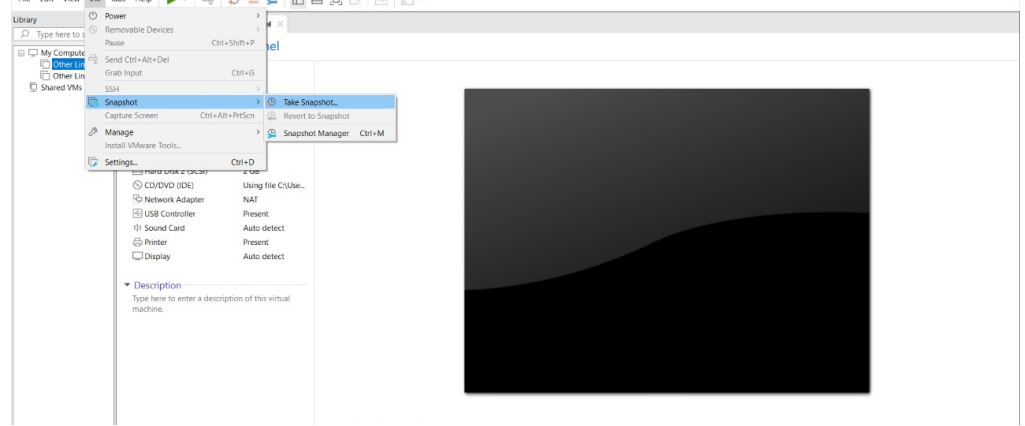 Library
Type here to s
My Compute
Other Lin
Other Lin
Shared VMs
Power
Removable Devices
Pause Ctrl+Shift+P
Send Ctrl+Alt+Del
Grab Input Ctrl+G
SSH
Snapshot
Capture Screen Ctrl+Alt+PrtScn
Manage
Install VMware Tools...
Settings... Ctrl+D
Take Snapshot...
Revert to Snapshot
Snapshot Manager Ctrl+M
nel
Hard Disk 2 (SCSI) 2 GB
CD/DVD (IDE) Using file C:\Use...
Network Adapter NAT
USB Controller Present
Sound Card Auto detect
Printer Present
Display Auto detect
Description
Type here to enter a description of this virtual
machine.